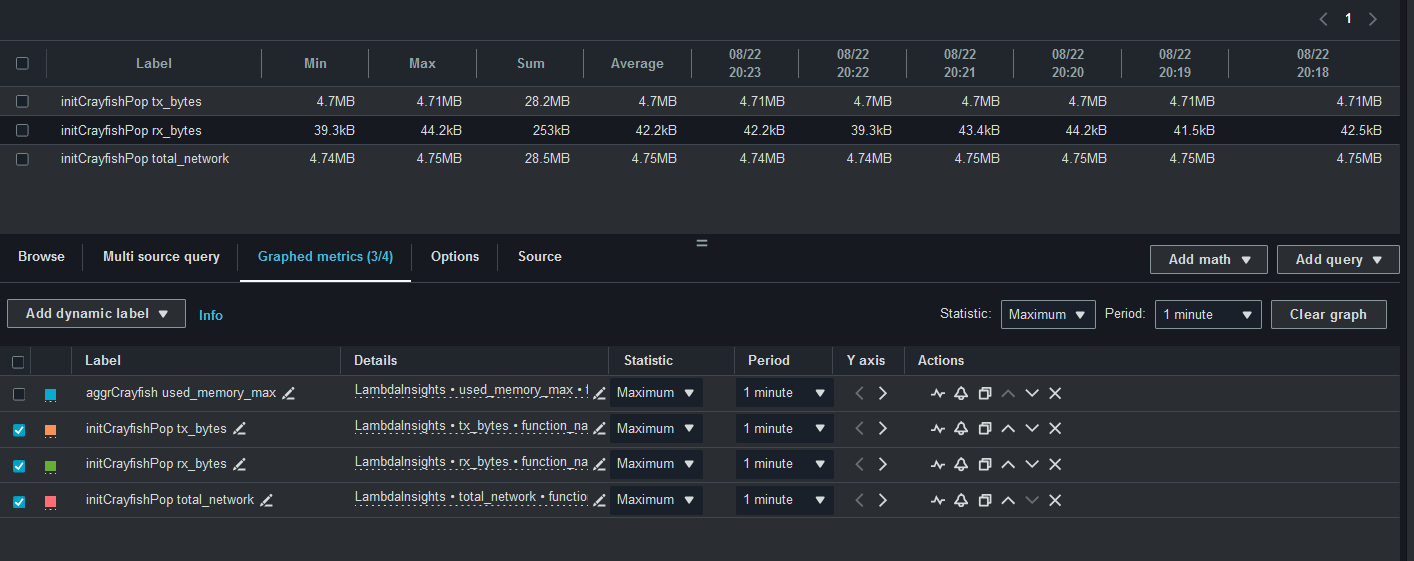 1
Label Min Max Sum Average 08/22 20:23 08/22 20:22 08/22 20:21 08/22 20:20 08/22 20:19 08/22 20:18
initCrayfishPop tx_bytes 4.7MB 4.71MB 28.2MB 4.7MB 4.71MB 4.7MB 4.7MB 4.7MB 4.71MB 4.71MB
initCrayfishPop rx_bytes 39.3kB 44.2kB 253kB 42.2kB 42.2kB 39.3kB 43.4kB 44.2kB 41.5kB 42.5kB
initCrayfishPop total_network 4.74MB 4.75MB 28.5MB 4.75MB 4.74MB 4.74MB 4.75MB 4.75MB 4.75MB 4.75MB
Browse Multi source query Graphed metrics (3/4) Options Source Add math Add query
Add dynamic label Info Statistic: Maximum Period: 1 minute Clear graph
Label Details Statistic Period Y axis Actions
aggrCrayfish used_memory_max LambdaInsights • used_memory_max • f Maximum 1 minute
initCrayfishPop tx_bytes LambdaInsights • tx_bytes • function_na Maximum 1 minute
initCrayfishPop rx_bytes LambdaInsights • rx_bytes • function_na Maximum 1 minute
initCrayfishPop total_network LambdaInsights • total_network • functio Maximum 1 minute